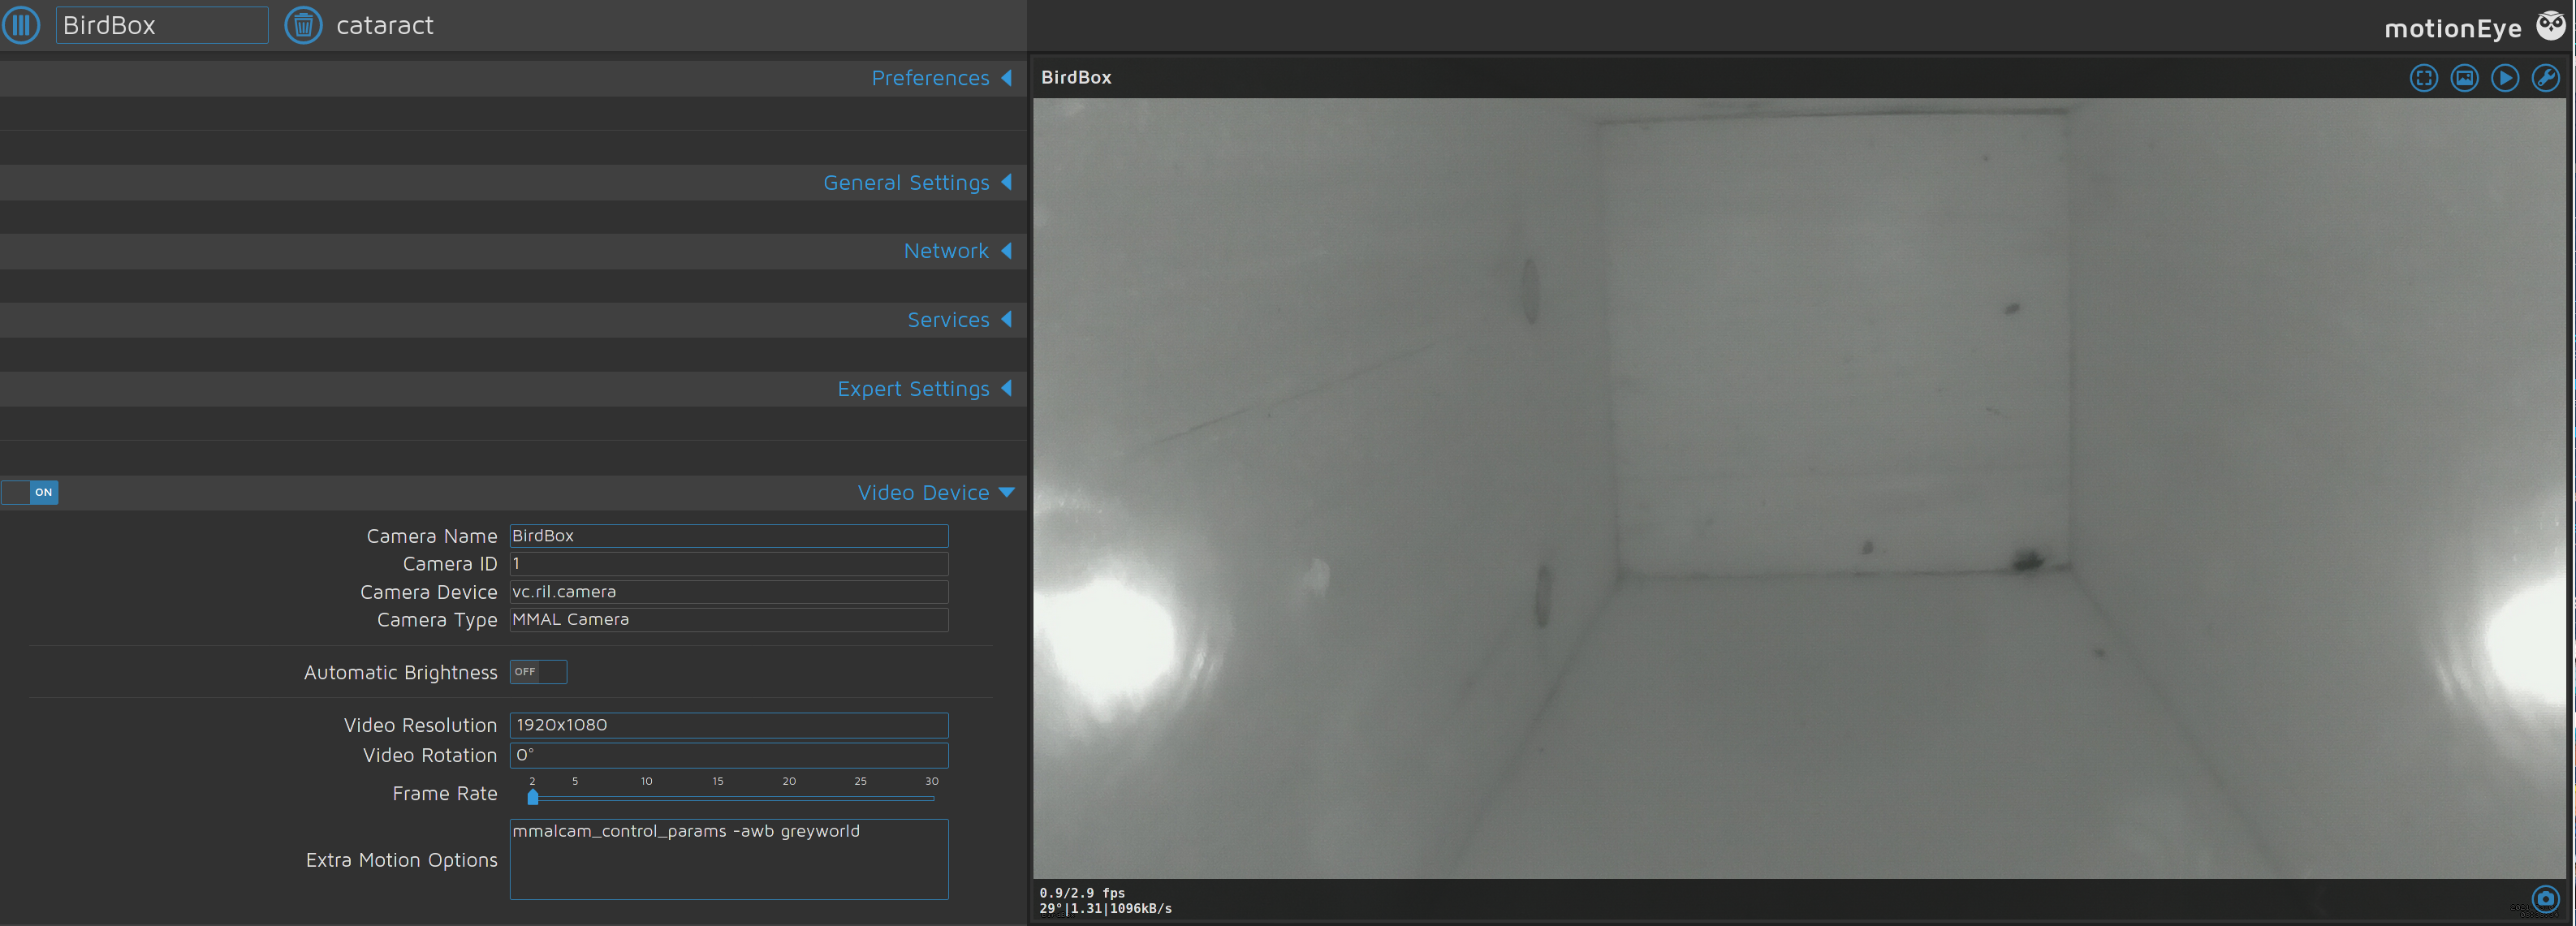 BirdBox
cataract
motionEye
Preferences
General Settings
Network
Services
Expert Settings
ON
Video Device
Camera Name
BirdBox
Camera ID
1
Camera Device
vc.ril.camera
Camera Type
MMAL Camera
Automatic Brightness
OFF
Video Resolution
1920x1080
Video Rotation
0°
2 5 10 15 20 25 30
Frame Rate
mmalcam_control_params -awb greyworld
Extra Motion Options
BirdBox
0.9/2.9 fps
29°|1.31|1096kB/s